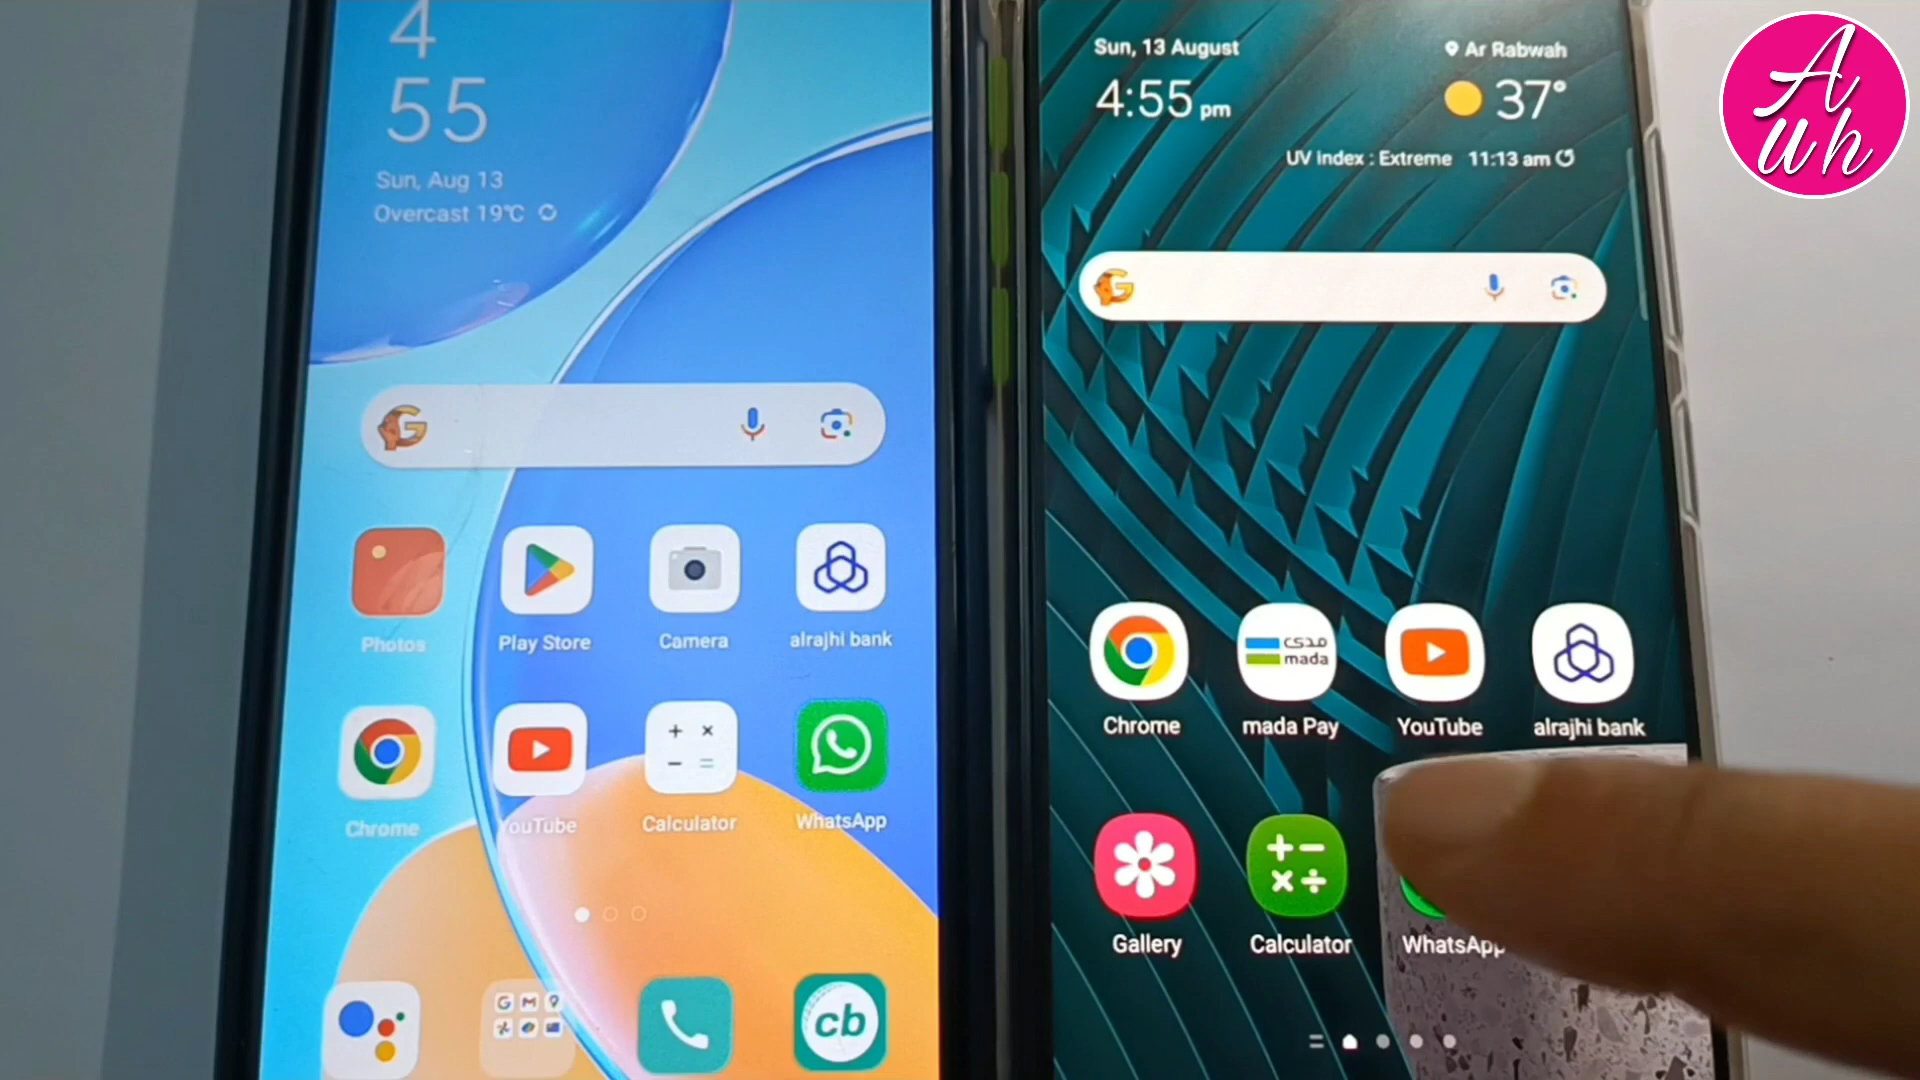 4
55
Sun, Aug 13
Overcast 19°C
Photos
Play Store
Camera
alrajhi bank
Chrome
YouTube
Calculator
WhatsApp
cb
Sun, 13 August
Ar Rabwah
4:55 pm
37°
UV index : Extreme 11:13 am
مدى
mada
Chrome
mada Pay
YouTube
alrajhi bank
Gallery
Calculator
WhatsApp
A
uh